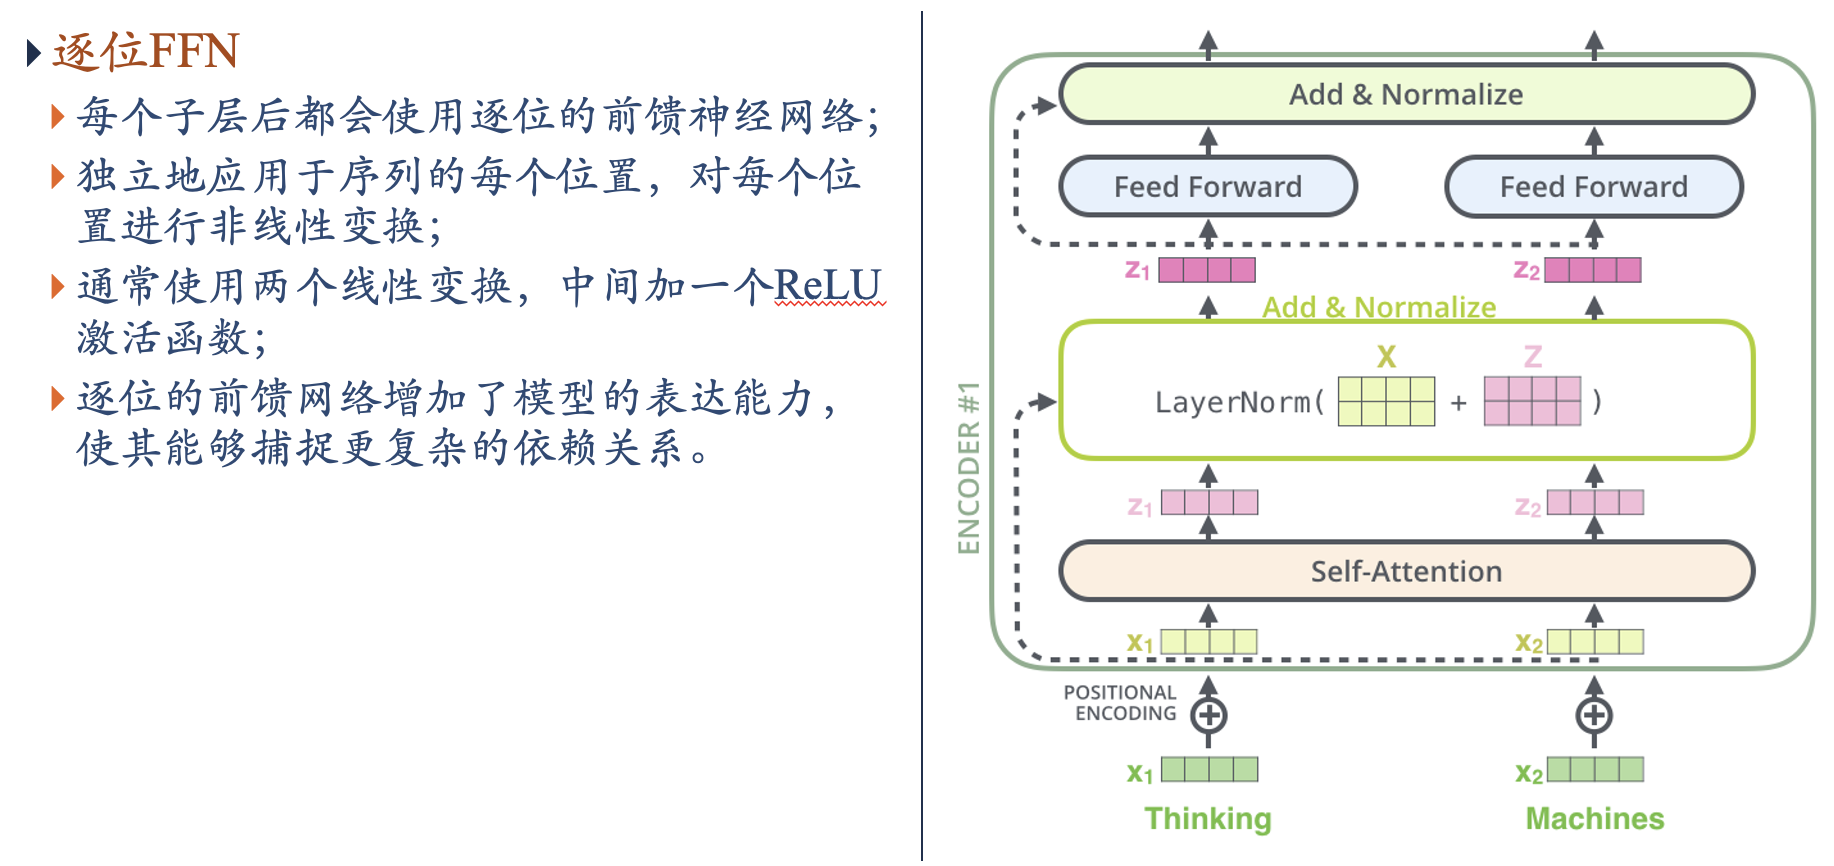 逐位FFN
每个子层后都会使用逐位的前馈神经网络；
独立地应用于序列的每个位置，对每个位
置进行非线性变换；
通常使用两个线性变换，中间加一个ReLU
激活函数；
逐位的前馈网络增加了模型的表达能力，
使其能够捕捉更复杂的依赖关系。
Add & Normalize
Feed Forward
Feed Forward
z1
z2
Add & Normalize
X
Z
LayerNorm( + )
ENCODER #1
z1
z2
Self-Attention
x1
x2
POSITIONAL
ENCODING
x1
x2
Thinking
Machines